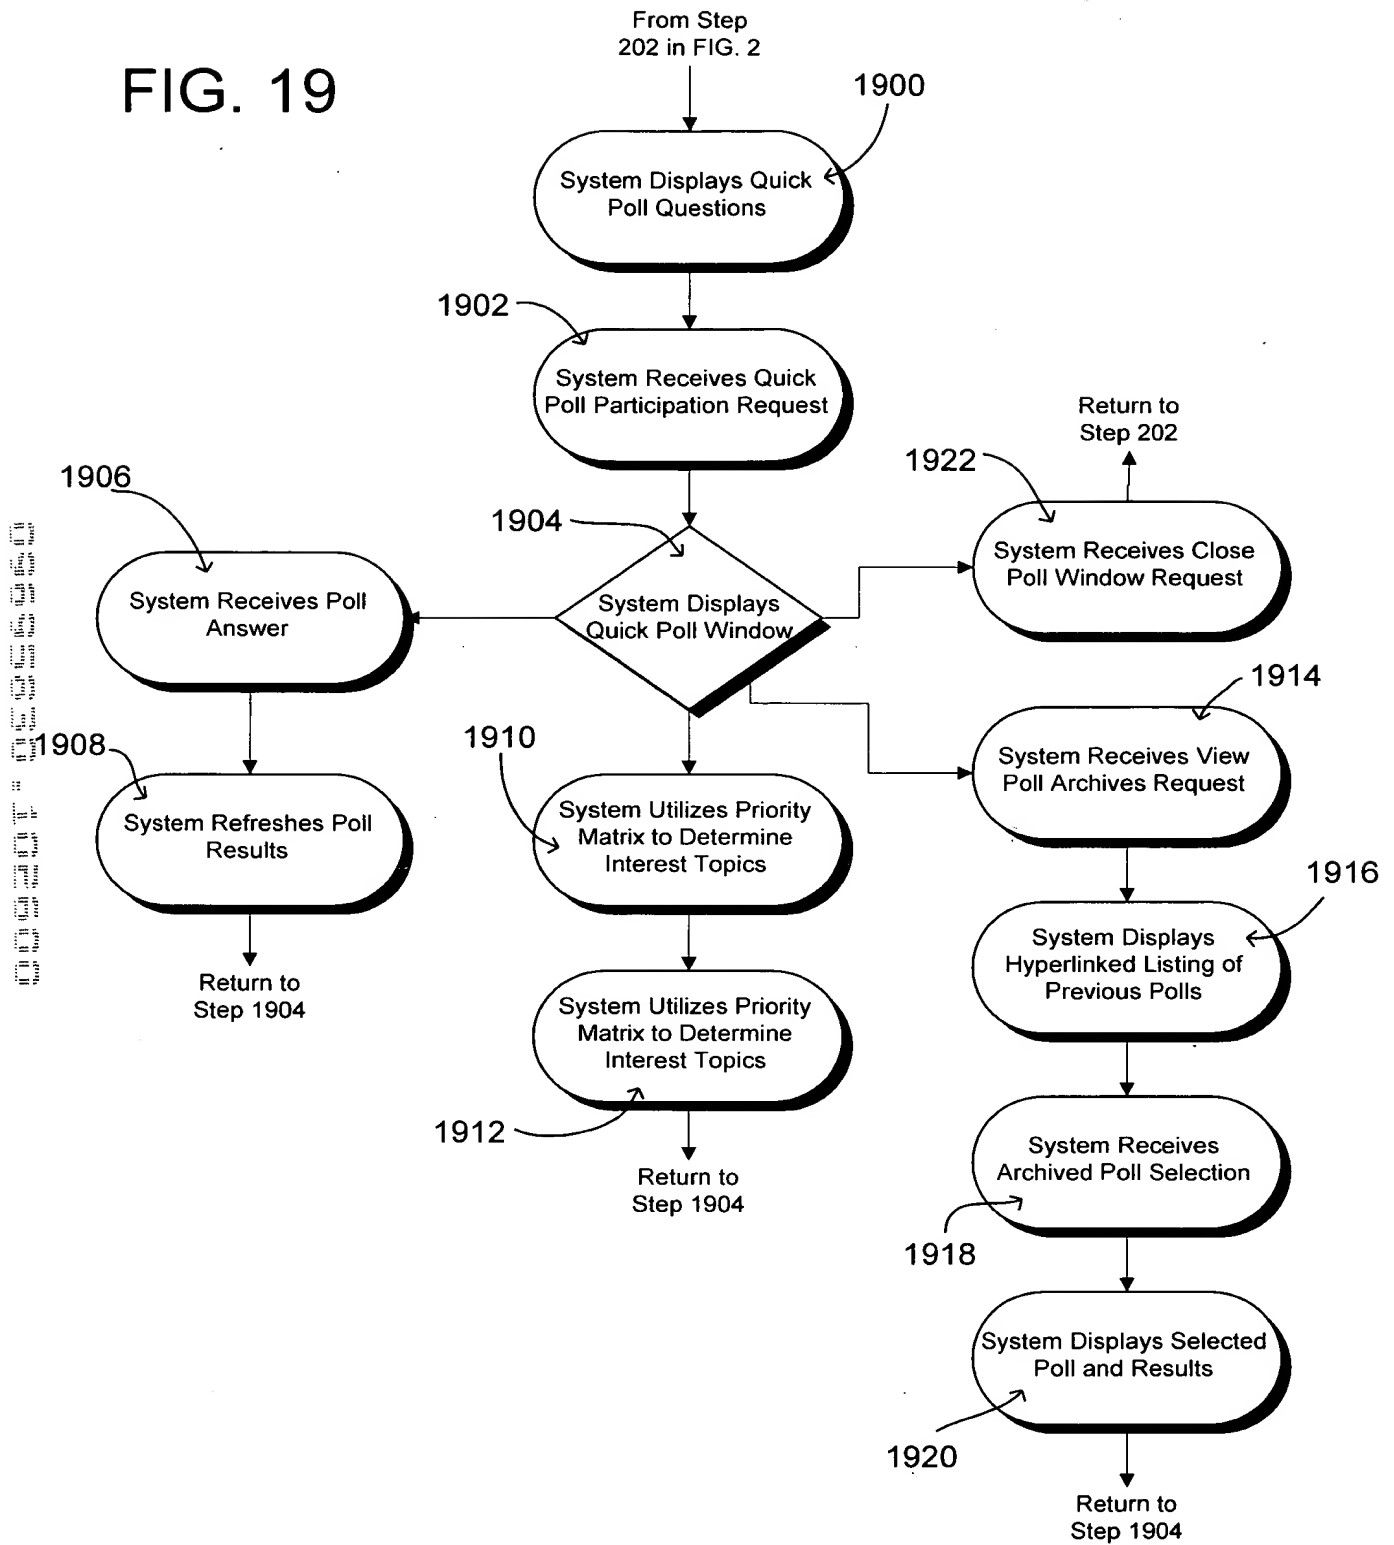 From Step
202 in FIG. 2
FIG. 19
1900
System Displays Quick
Poll Questions
1902
System Receives Quick
Poll Participation Request
Return to
Step 202
1922
System Receives Close
Poll Window Request
1906
1904
System Receives Poll
Answer
System Displays
Quick Poll Window
1914
System Receives View
Poll Archives Request
1908
System Refreshes Poll
Results
Return to
Step 1904
1910
System Utilizes Priority
Matrix to Determine
Interest Topics
1916
System Displays
Hyperlinked Listing of
Previous Polls
System Utilizes Priority
Matrix to Determine
Interest Topics
1912
Return to
Step 1904
System Receives
Archived Poll Selection
1918
System Displays Selected
Poll and Results
1920
Return to
Step 1904